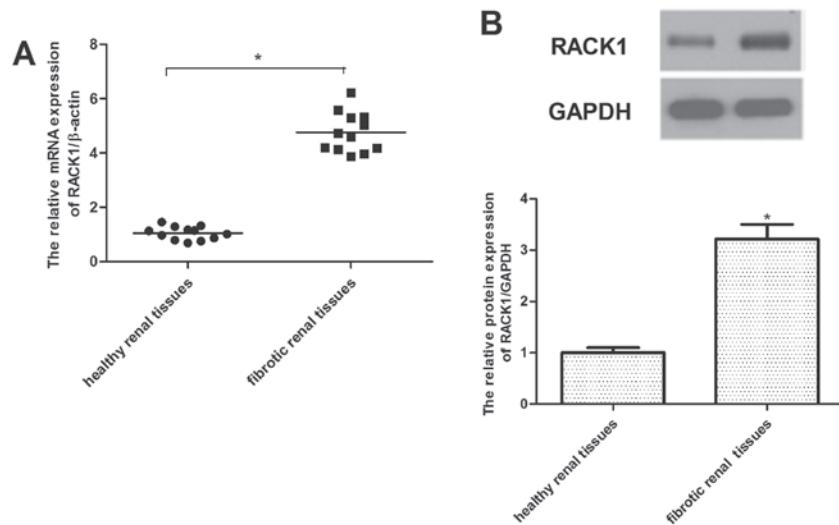 A
The relative mRNA expression
of RACK1/β-actin
8
6
4
2
0
*
healthy renal tissues
fibrotic renal tissues
B
RACK1
GAPDH
The relative protein expression
of RACK1/GAPDH
4
3
2
1
0
*
healthy renal tissues
fibrotic renal tissues